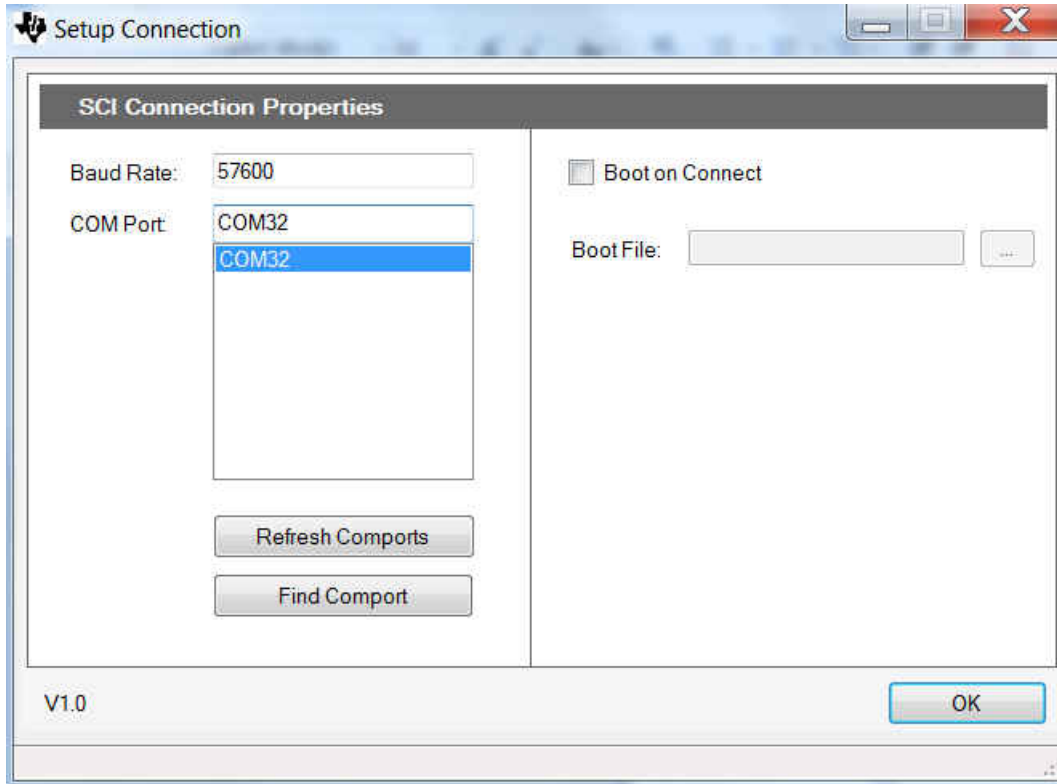 Setup Connection
SCI Connection Properties
Baud Rate:
57600
COM Port:
COM32
COM32
Refresh Comports
Find Comport
Boot on Connect
Boot File:
...
V1.0
OK